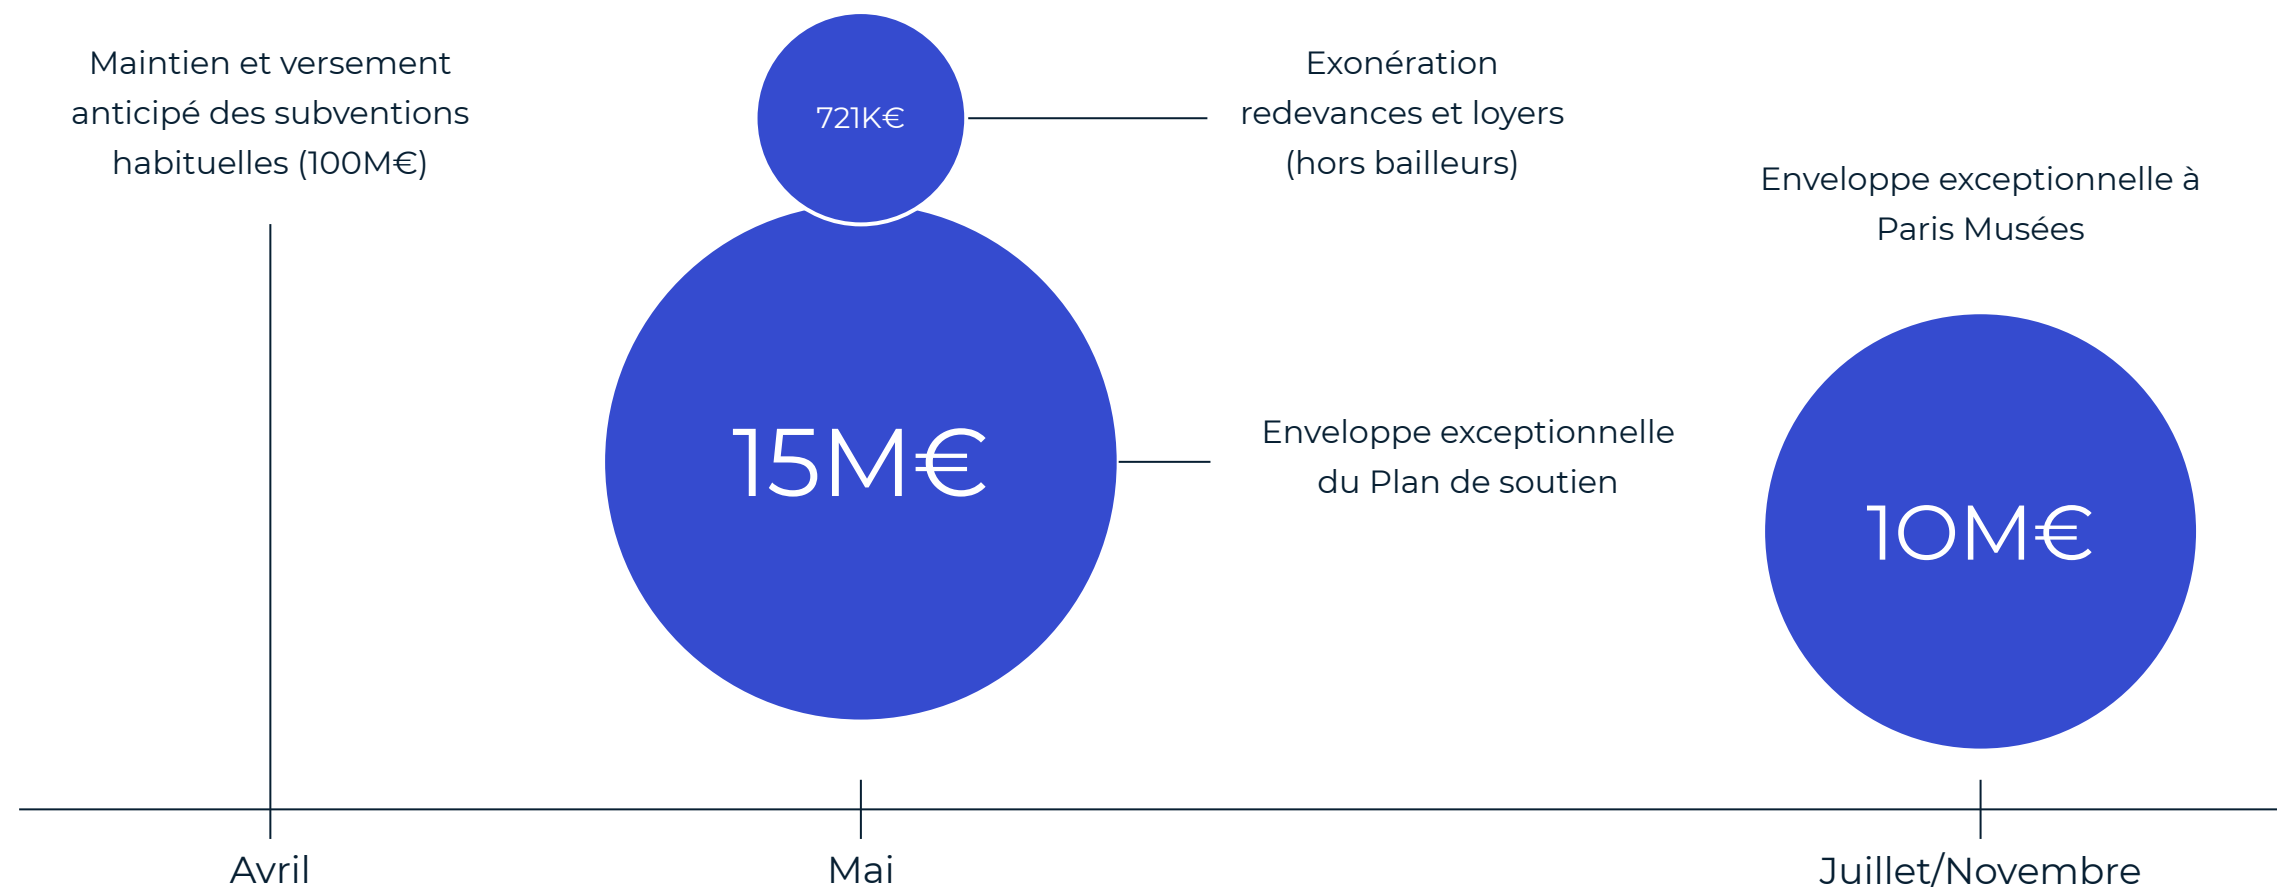 Maintien et versement
anticipé des subventions
habituelles (100M€)
721K€
Exonération
redevances et loyers
(hors bailleurs)
15M€
Enveloppe exceptionnelle
du Plan de soutien
Enveloppe exceptionnelle à
Paris Musées
10M€
Avril
Mai
Juillet/Novembre